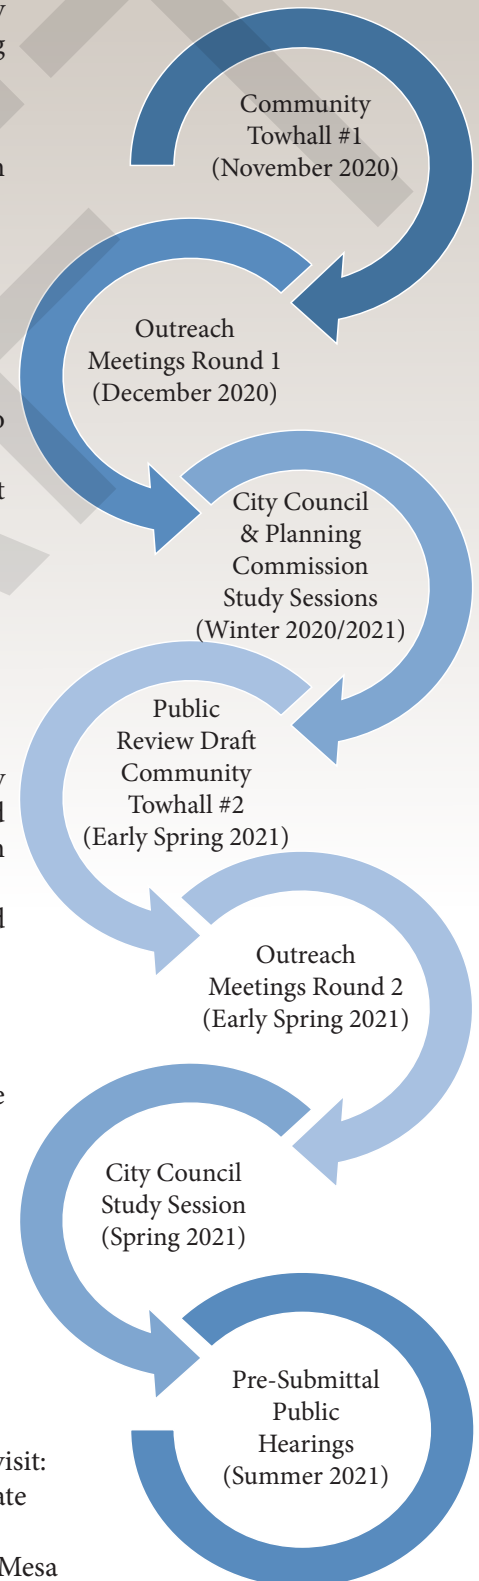 Community
Towhall #1
(November 2020)
Outreach
Meetings Round 1
(December 2020)
City Council
& Planning
Commission
Study Sessions
(Winter 2020/2021)
Public
Review Draft
Community
Towhall #2
(Early Spring 2021)
Outreach
Meetings Round 2
(Early Spring 2021)
City Council
Study Session
(Spring 2021)
Pre-Submittal
Public
Hearings
(Summer 2021)
visit:
Mesa